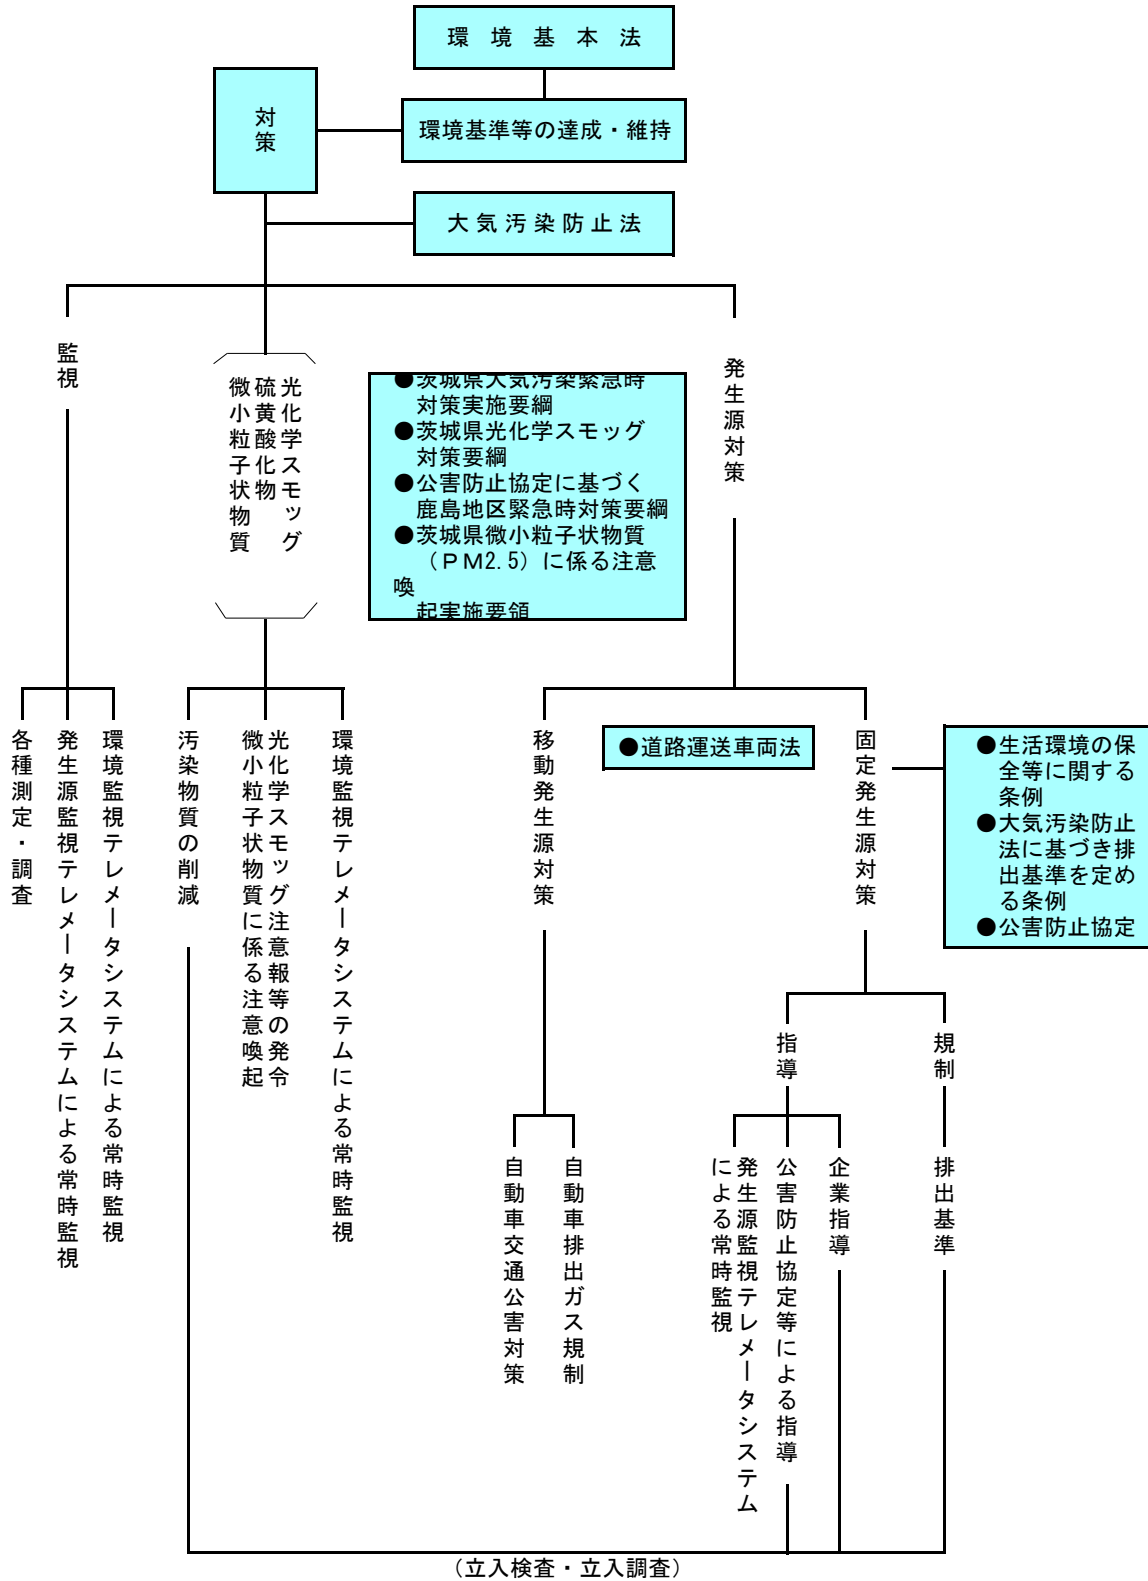 環境基本法
対策
環境基準等の達成・維持
大気汚染防止法
監視
光化学スモッグ
硫黄酸化物
微小粒子状物質
●茨城県大気汚染緊急時
対策実施要綱
●茨城県光化学スモッグ
対策要綱
●公害防止協定に基づく
鹿島地区緊急時対策要綱
●茨城県微小粒子状物質
（ＰＭ2.5）に係る注意
喚
起実施要領
発生源対策
各種測定・調査
発生源監視テレメータシステムによる常時監視
環境監視テレメータシステムによる常時監視
汚染物質の削減
光化学スモッグ注意報等の発令
微小粒子状物質に係る注意喚起
環境監視テレメータシステムによる常時監視
移動発生源対策
●道路運送車両法
固定発生源対策
●生活環境の保
全等に関する
条例
●大気汚染防止
法に基づき排
出基準を定め
る条例
●公害防止協定
指導
規制
自動車交通公害対策
自動車排出ガス規制
発生源監視テレメータシステム
による常時監視
公害防止協定等による指導
企業指導
排出基準
（立入検査・立入調査）